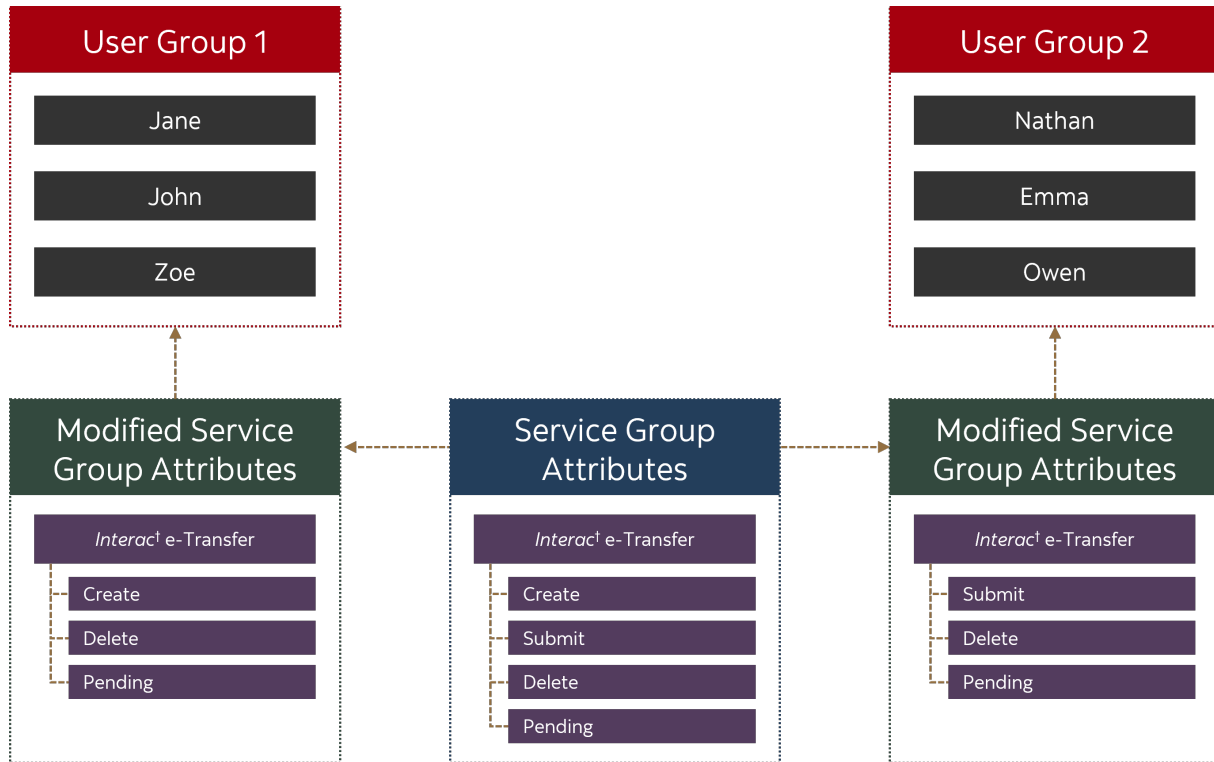 User Group 1
Jane
John
Zoe
User Group 2
Nathan
Emma
Owen
Modified Service
Group Attributes
Interac† e-Transfer
Create
Delete
Pending
Service Group
Attributes
Interac† e-Transfer
Create
Submit
Delete
Pending
Modified Service
Group Attributes
Interac† e-Transfer
Submit
Delete
Pending